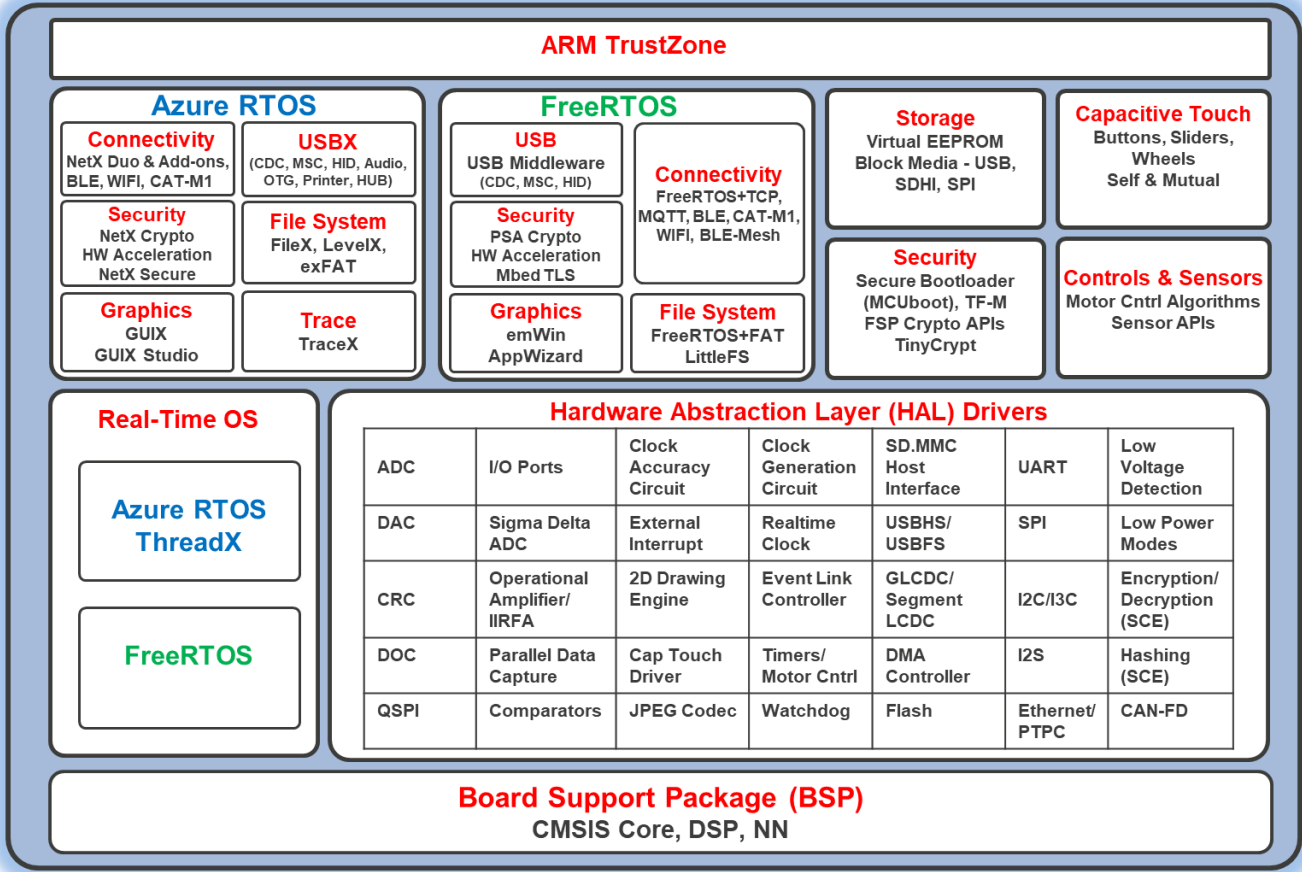 ARM TrustZone
Azure RTOS
Connectivity
NetX Duo & Add-ons,
BLE, WIFI, CAT-M1
USBX
(CDC, MSC, HID, Audio,
OTG, Printer, HUB)
Security
NetX Crypto
HW Acceleration
NetX Secure
File System
FileX, LevelX,
exFAT
Graphics
GUIX
GUIX Studio
Trace
TraceX
FreeRTOS
USB
USB Middleware
(CDC, MSC, HID)
Security
PSA Crypto
HW Acceleration
Mbed TLS
Connectivity
FreeRTOS+TCP,
MQTT, BLE, CAT-M1,
WIFI, BLE-Mesh
Graphics
emWin
AppWizard
File System
FreeRTOS+FAT
LittleFS
Storage
Virtual EEPROM
Block Media - USB,
SDHI, SPI
Capacitive Touch
Buttons, Sliders,
Wheels
Self & Mutual
Security
Secure Bootloader
(MCUboot), TF-M
FSP Crypto APIs
TinyCrypt
Controls & Sensors
Motor Cntrl Algorithms
Sensor APIs
Real-Time OS
Azure RTOS
ThreadX
FreeRTOS
Hardware Abstraction Layer (HAL) Drivers
ADC
I/O Ports
Clock
Accuracy
Circuit
Clock
Generation
Circuit
SD.MMC
Host
Interface
UART
Low
Voltage
Detection
DAC
Sigma Delta
ADC
External
Interrupt
Realtime
Clock
USBHS/
USBFS
SPI
Low Power
Modes
CRC
Operational
Amplifier/
IIRFA
2D Drawing
Engine
Event Link
Controller
GLCDC/
Segment
LCDC
I2C/I3C
Encryption/
Decryption
(SCE)
DOC
Parallel Data
Capture
Cap Touch
Driver
Timers/
Motor Cntrl
DMA
Controller
I2S
Hashing
(SCE)
QSPI
Comparators
JPEG Codec
Watchdog
Flash
Ethernet/
PTPC
CAN-FD
Board Support Package (BSP)
CMSIS Core, DSP, NN